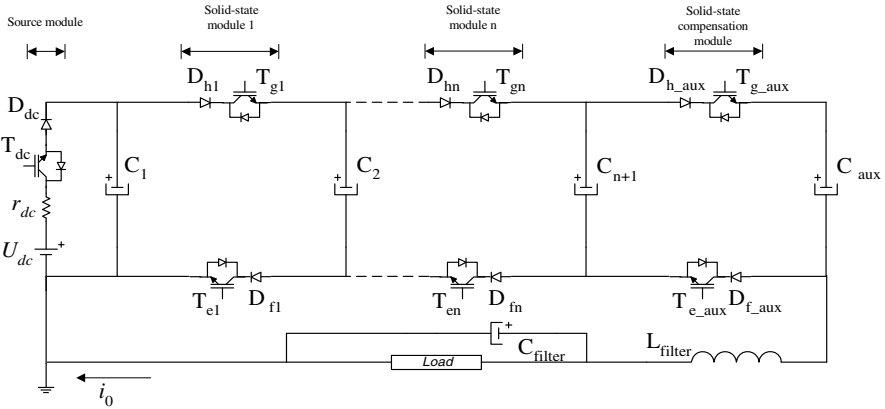 Source module
Solid-state
module 1
Solid-state
module n
Solid-state
compensation
module
D_h1
T_g1
D_hn
T_gn
D_h_aux
T_g_aux
D_dc
T_dc
r_dc
U_dc
+
+
C_1
+
C_2
+
C_n+1
+
C_aux
T_e1
D_f1
T_en
D_fn
T_e_aux
D_f_aux
+
C_filter
L_filter
Load
i_0